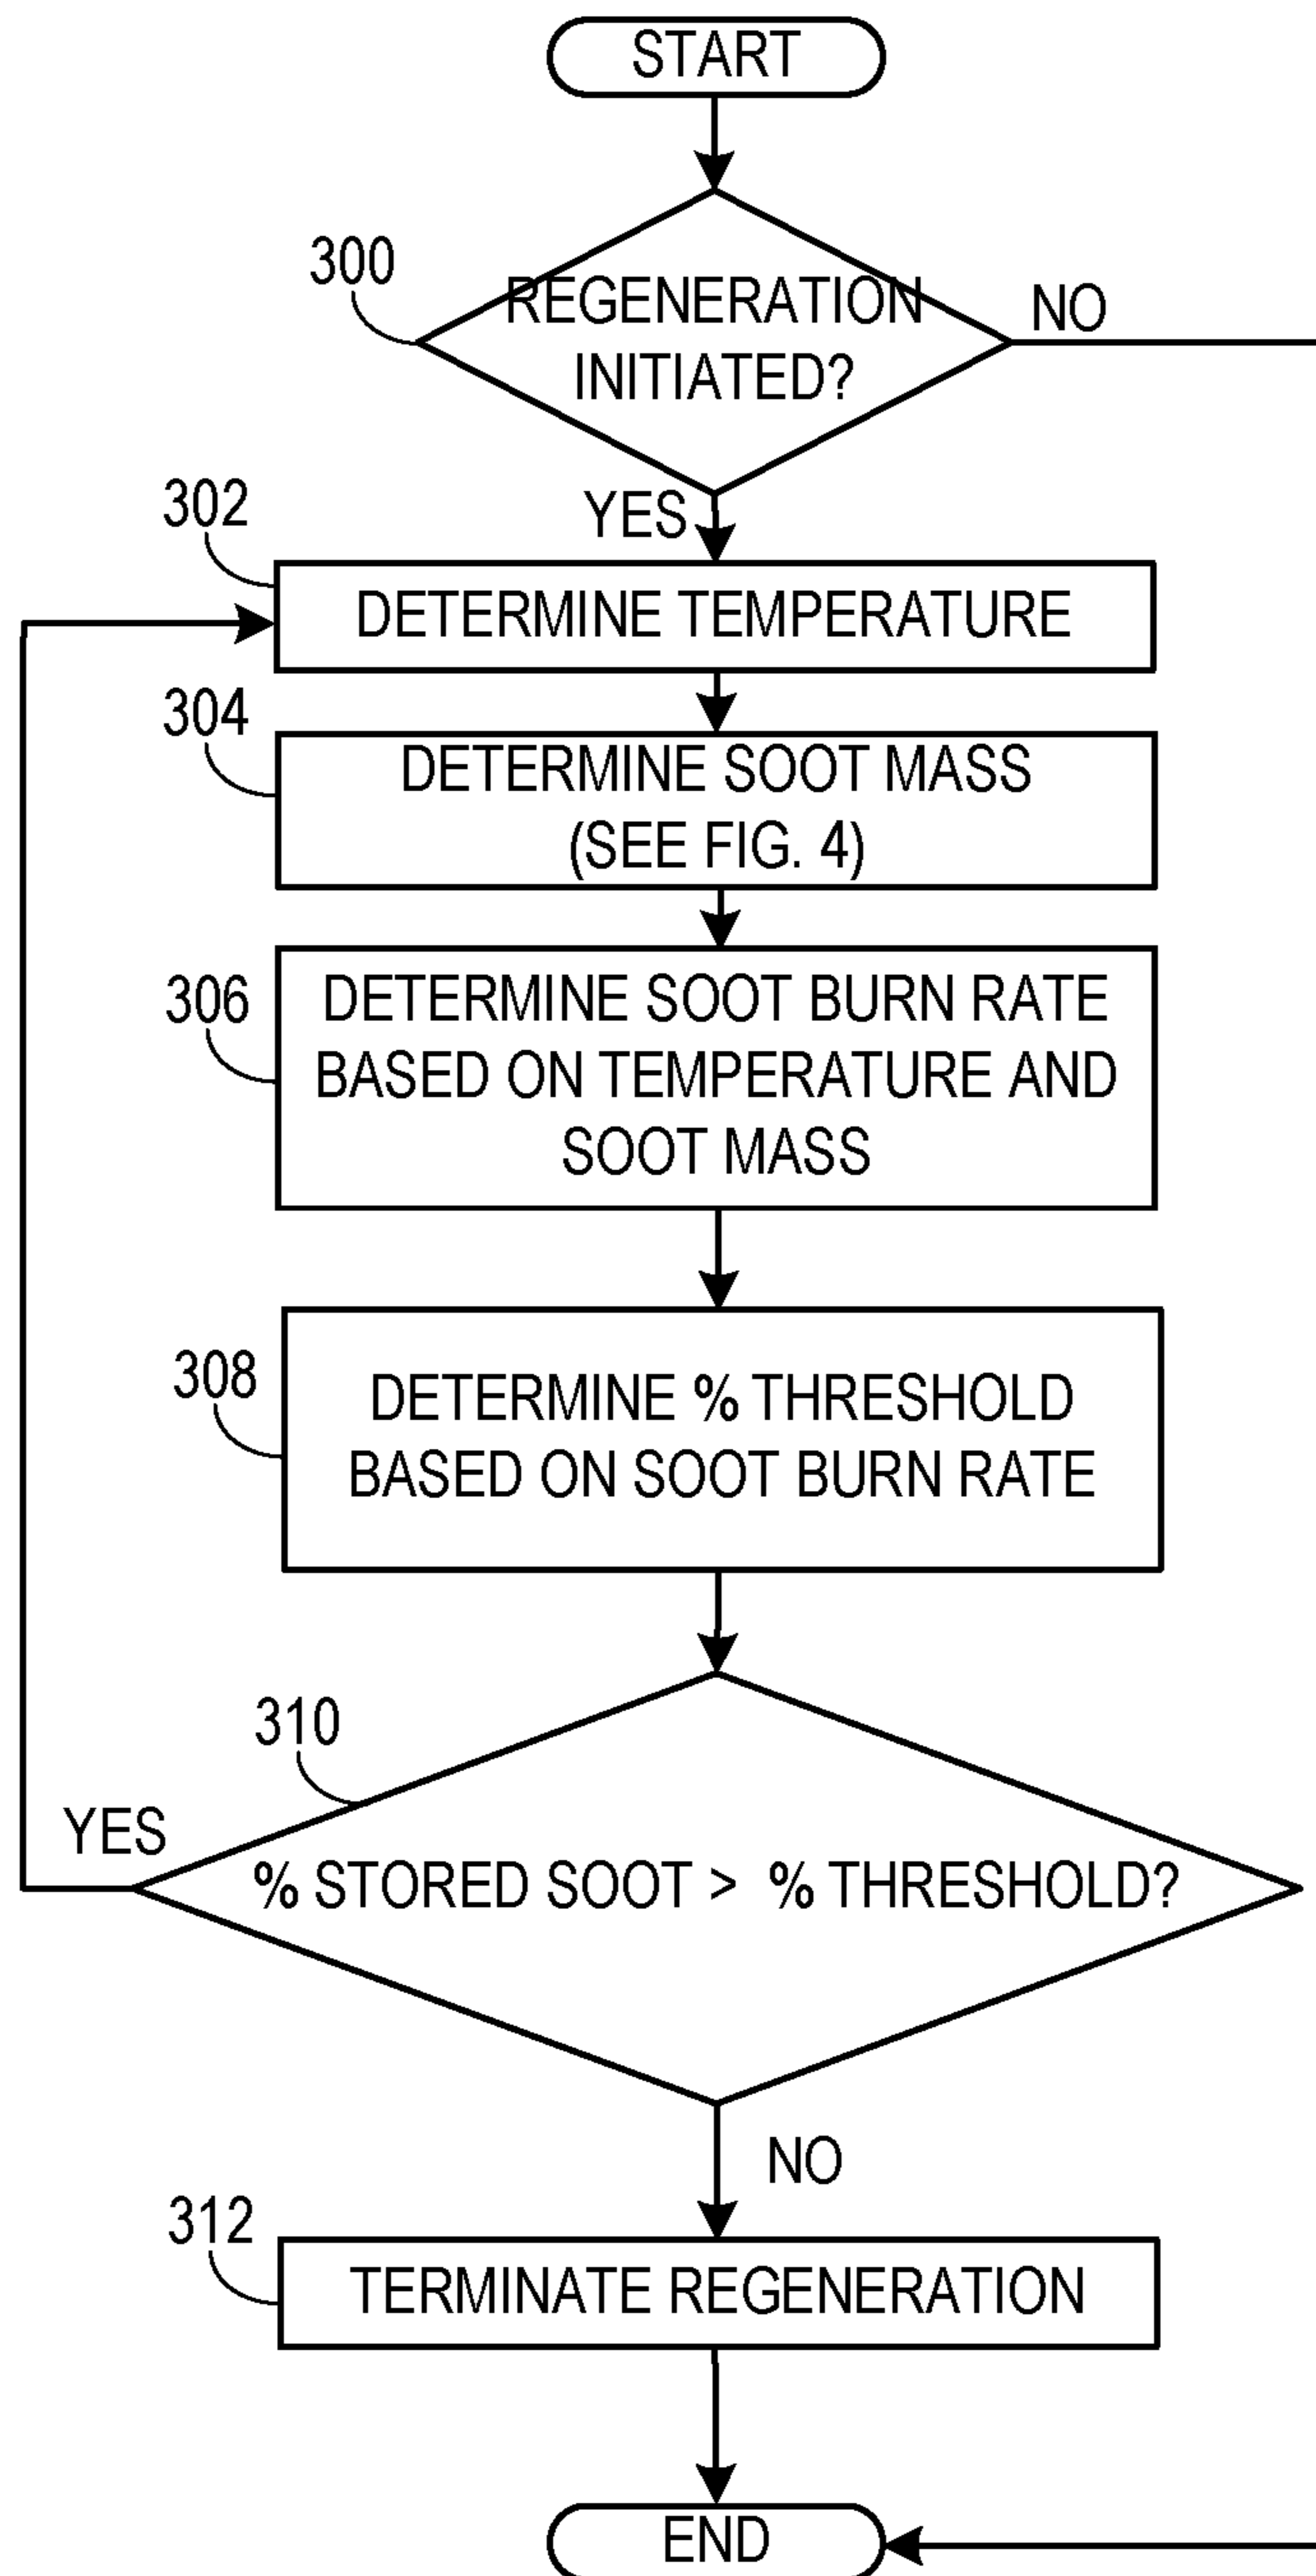 START
300
REGENERATION
INITIATED?
NO
YES
302
DETERMINE TEMPERATURE
304
DETERMINE SOOT MASS
(SEE FIG. 4)
306
DETERMINE SOOT BURN RATE
BASED ON TEMPERATURE AND
SOOT MASS
308
DETERMINE % THRESHOLD
BASED ON SOOT BURN RATE
310
YES
% STORED SOOT > % THRESHOLD?
NO
312
TERMINATE REGENERATION
END